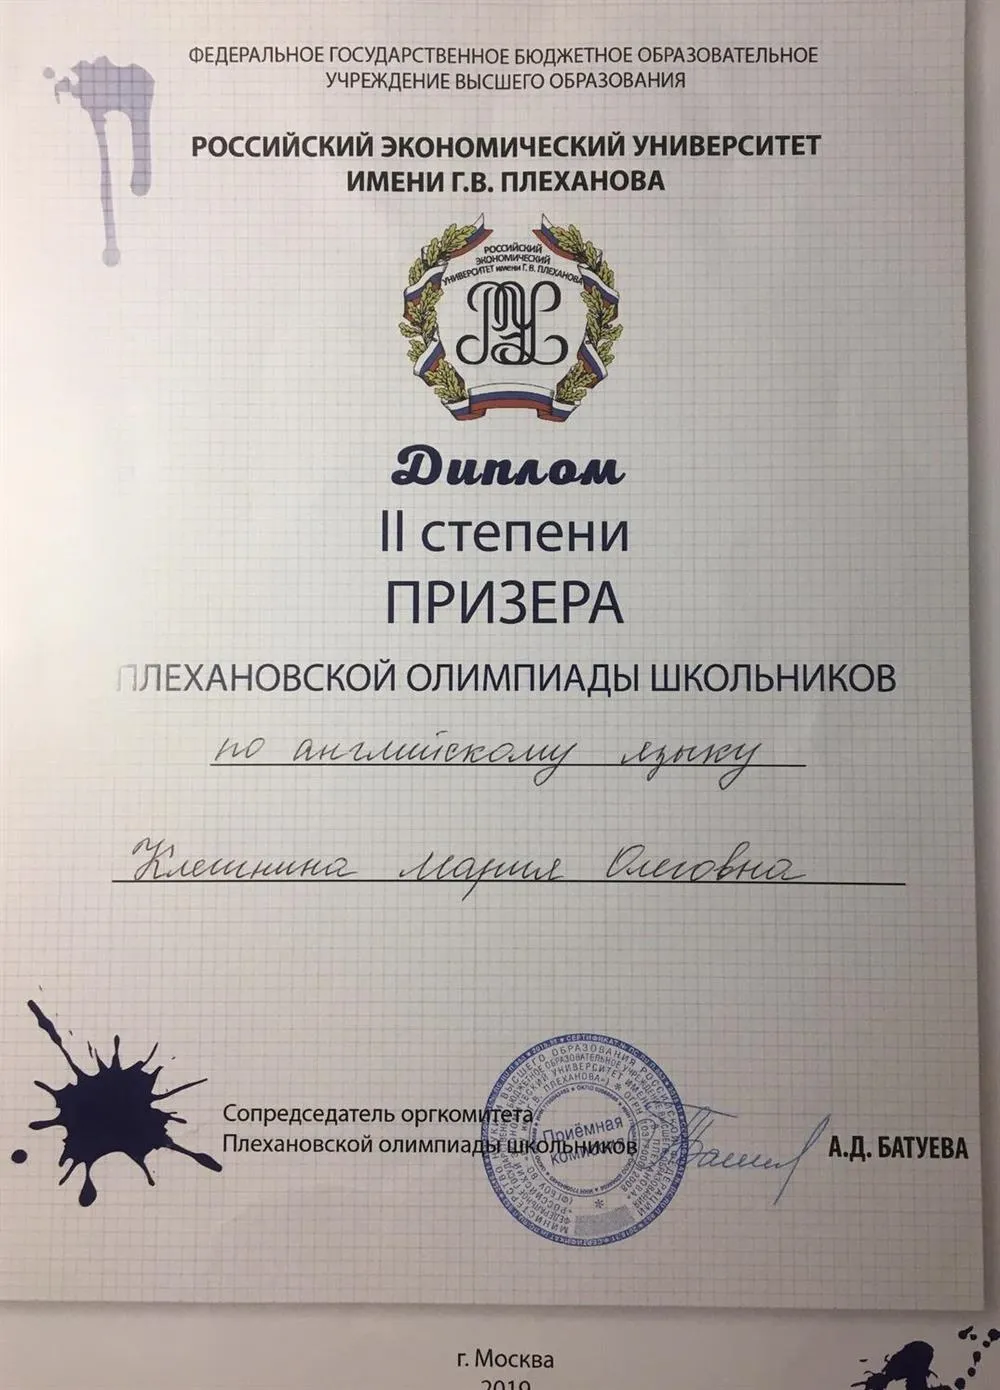 ФЕДЕРАЛЬНОЕ ГОСУДАРСТВЕННОЕ БЮДЖЕТНОЕ ОБРАЗОВАТЕЛЬНОЕ
УЧРЕЖДЕНИЕ ВЫСШЕГО ОБРАЗОВАНИЯ
РОССИЙСКИЙ ЭКОНОМИЧЕСКИЙ УНИВЕРСИТЕТ
ИМЕНИ Г.В. ПЛЕХАНОВА
РОССИЙСКИЙ
ЭКОНОМИЧЕСКИЙ
УНИВЕРСИТЕТ имени Г. В. ПЛЕХАНОВА
Диплом
II степени
ПРИЗЕРА
ПЛЕХАНОВСКОЙ ОЛИМПИАДЫ ШКОЛЬНИКОВ
по английскому языку
Клешнина Мария Олеговна
Сопредседатель оргкомитета
Плехановской олимпиады школьников
Приёмная
комиссия
А.Д. БАТУЕВА
г. Москва
2019